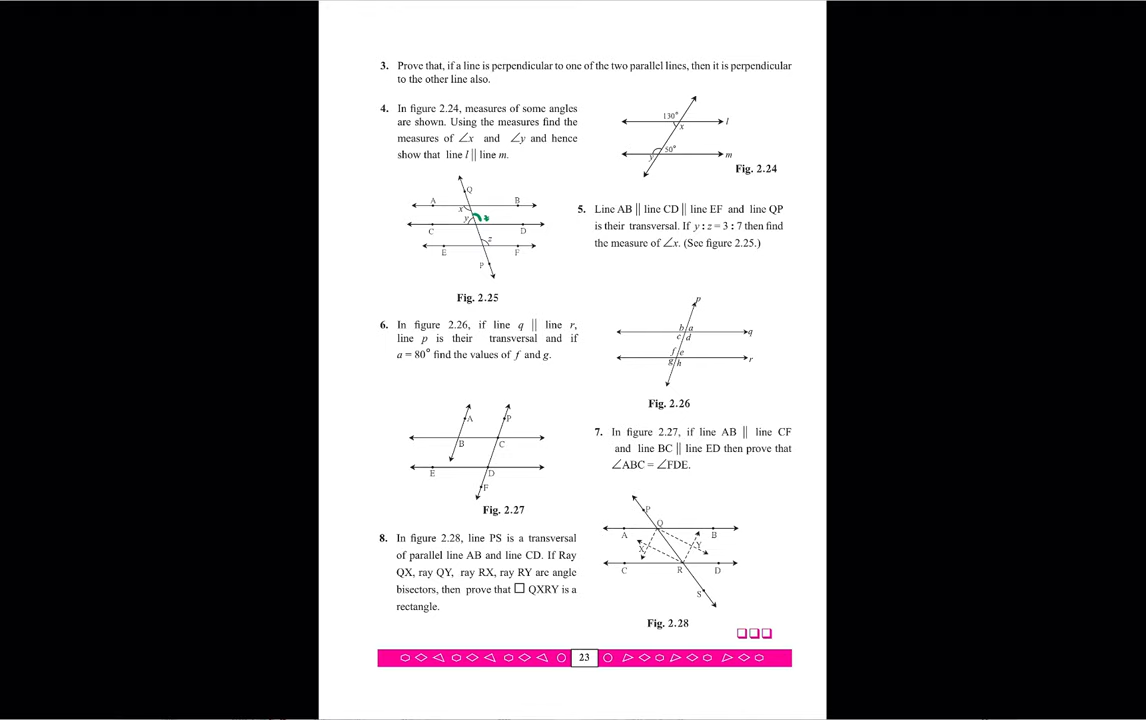 3. Prove that, if a line is perpendicular to one of the two parallel lines, then it is perpendicular
to the other line also.
4. In figure 2.24, measures of some angles
are shown. Using the measures find the
measures of ∠x and ∠y and hence
show that line l || line m.
130°
x
l
50°
y
m
Fig. 2.24
Q
A
B
x
y
C
D
z
E
F
P
Fig. 2.25
5. Line AB || line CD || line EF and line QP
is their transversal. If y : z = 3 : 7 then find
the measure of ∠x. (See figure 2.25.)
6. In figure 2.26, if line q || line r,
line p is their transversal and if
a = 80° find the values of f and g.
p
b a
q
c d
f e
r
g h
Fig. 2.26
A
P
B
C
E
D
F
Fig. 2.27
7. In figure 2.27, if line AB || line CF
and line BC || line ED then prove that
∠ABC = ∠FDE.
8. In figure 2.28, line PS is a transversal
of parallel line AB and line CD. If Ray
QX, ray QY, ray RX, ray RY are angle
bisectors, then prove that □ QXRY is a
rectangle.
P
Q
A
B
X
Y
C
R
D
S
Fig. 2.28
23